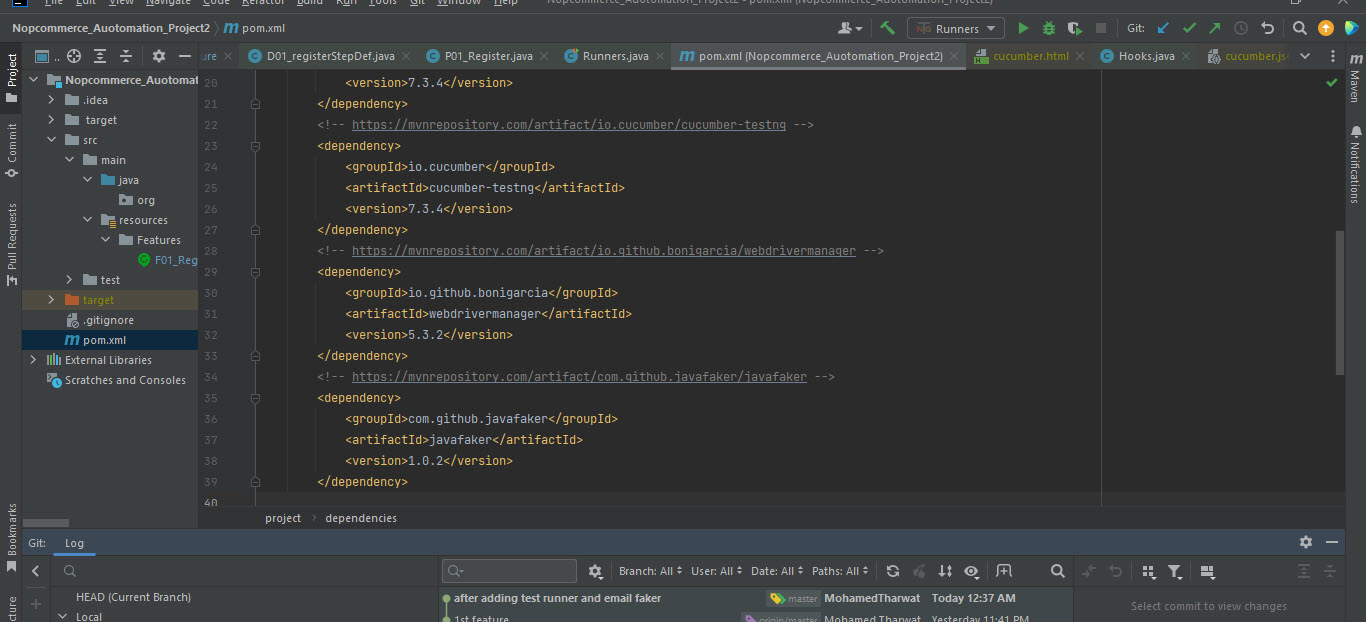 File Edit View Navigate Code Refactor Build Run Tools Git Window Help Nopcommerce_Auotomation_Project2)
Nopcommerce_Auotomation_Project2 pom.xml Runners Git:
Project
Commit
Pull Requests
Bookmarks
cture
.. ure D01_registerStepDef.java P01_Register.java Runners.java pom.xml (Nopcommerce_Auotomation_Project2) cucumber.html Hooks.java cucumber.js
Nopcommerce_Auotomat
.idea
target
src
main
java
org
resources
Features
F01_Reg
test
target
.gitignore
pom.xml
External Libraries
Scratches and Consoles
20 <version>7.3.4</version>
21 </dependency>
22 <!-- https://mvnrepository.com/artifact/io.cucumber/cucumber-testng -->
23 <dependency>
24 <groupId>io.cucumber</groupId>
25 <artifactId>cucumber-testng</artifactId>
26 <version>7.3.4</version>
27 </dependency>
28 <!-- https://mvnrepository.com/artifact/io.github.bonigarcia/webdrivermanager -->
29 <dependency>
30 <groupId>io.github.bonigarcia</groupId>
31 <artifactId>webdrivermanager</artifactId>
32 <version>5.3.2</version>
33 </dependency>
34 <!-- https://mvnrepository.com/artifact/com.github.javafaker/javafaker -->
35 <dependency>
36 <groupId>com.github.javafaker</groupId>
37 <artifactId>javafaker</artifactId>
38 <version>1.0.2</version>
39 </dependency>
40
project dependencies
Maven
Notifications
Git: Log
Branch: All User: All Date: All Paths: All
HEAD (Current Branch)
Local
after adding test runner and email faker master MohamedTharwat Today 12:37 AM
1st feature origin/master Mohamed Tharwat Yesterday 11:41 PM
Select commit to view changes